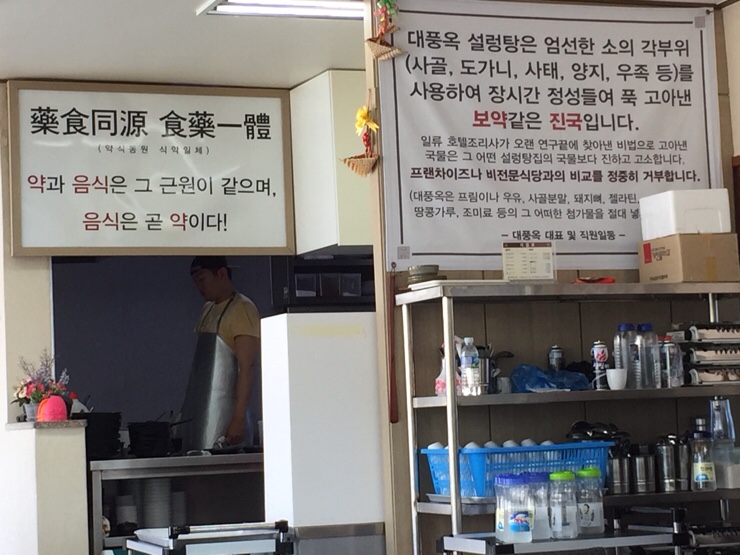 藥食同源 食藥一體
(약식동원 식약일체)
약과 음식은 그 근원이 같으며,
음식은 곧 약이다!
대풍옥 설렁탕은 엄선한 소의 각부위
(사골, 도가니, 사태, 양지, 우족 등)를
사용하여 장시간 정성들여 푹 고아낸
보약같은 진국입니다.
일류 호텔조리사가 오랜 연구끝에 찾아낸 비법으로 고아낸
국물은 그 어떤 설렁탕집의 국물보다 진하고 고소합니다.
프랜차이즈나 비전문식당과의 비교를 정중히 거부합니다.
(대풍옥은 프림이나 우유, 사골분말, 돼지뼈, 젤라틴,
땅콩가루, 조미료 등의 그 어떠한 첨가물을 절대 넣
– 대풍옥 대표 및 직원일동 –